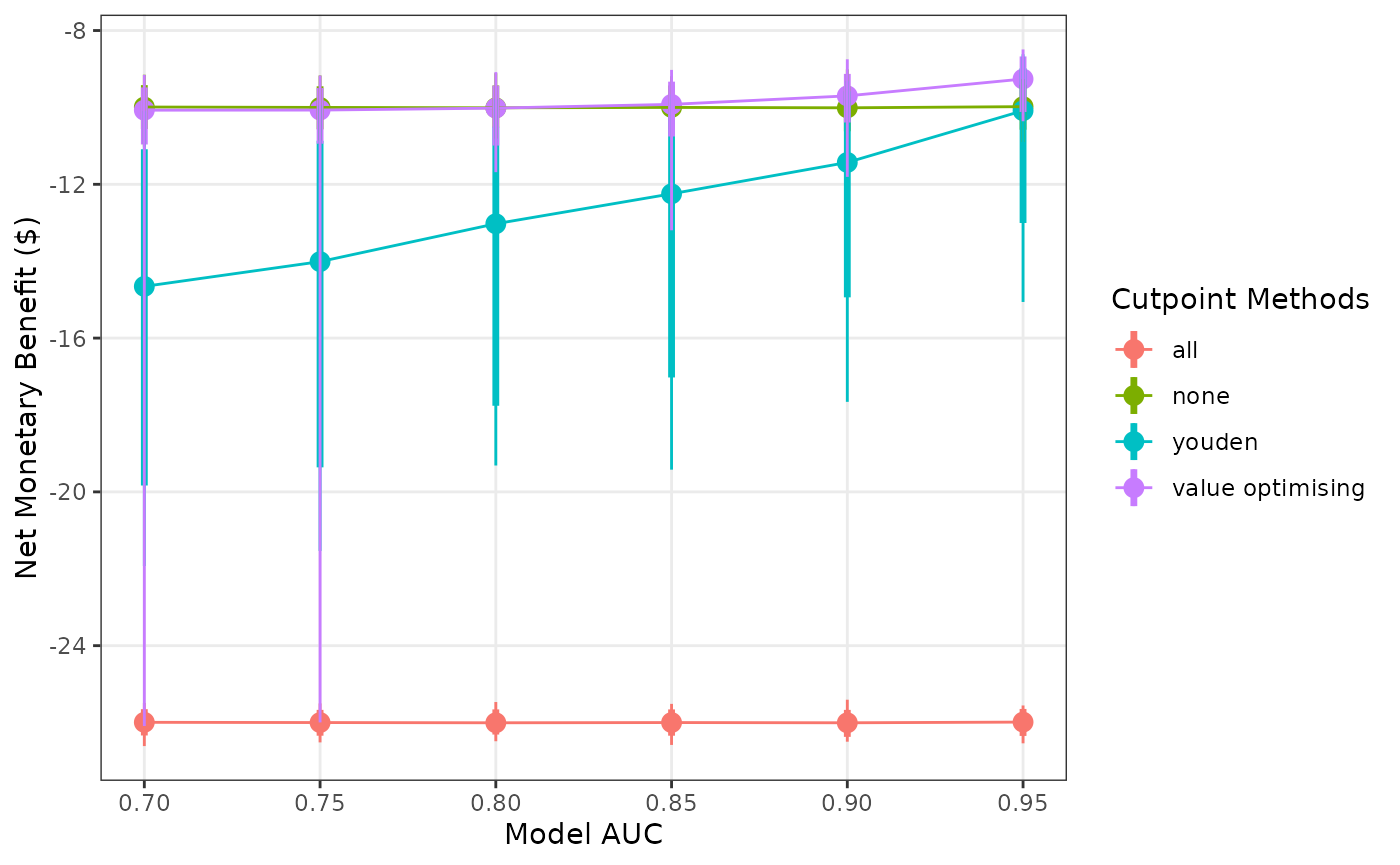 Net Monetary Benefit ($)
-8
-12
-16
-20
-24
0.70 0.75 0.80 0.85 0.90 0.95
Model AUC
Cutpoint Methods
all
none
youden
value optimising